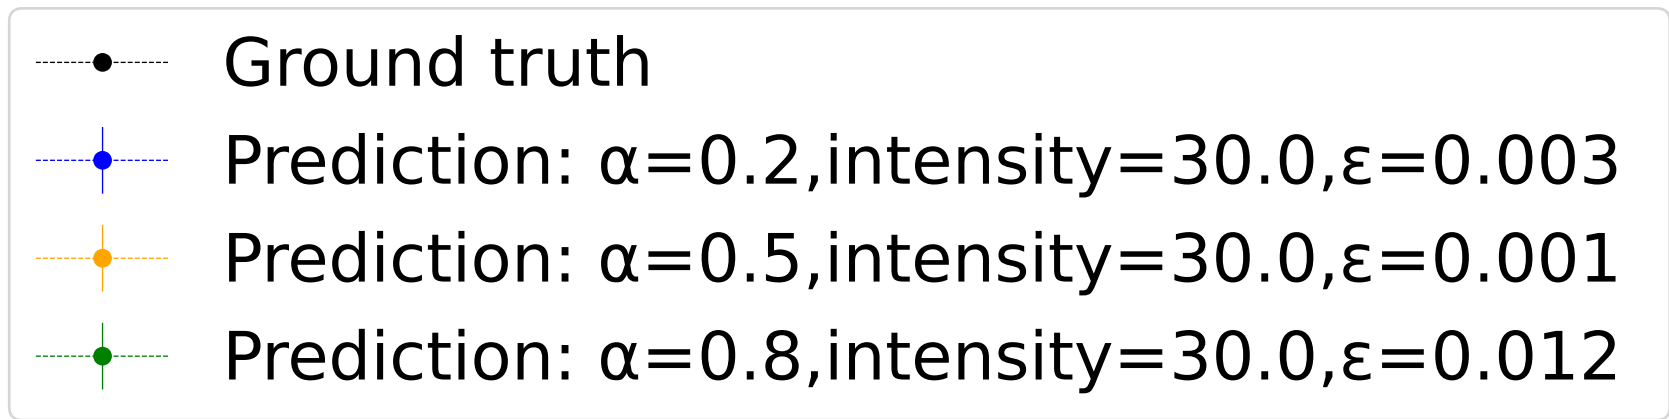 Ground truth
Prediction: α=0.2,intensity=30.0,ε=0.003
Prediction: α=0.5,intensity=30.0,ε=0.001
Prediction: α=0.8,intensity=30.0,ε=0.012